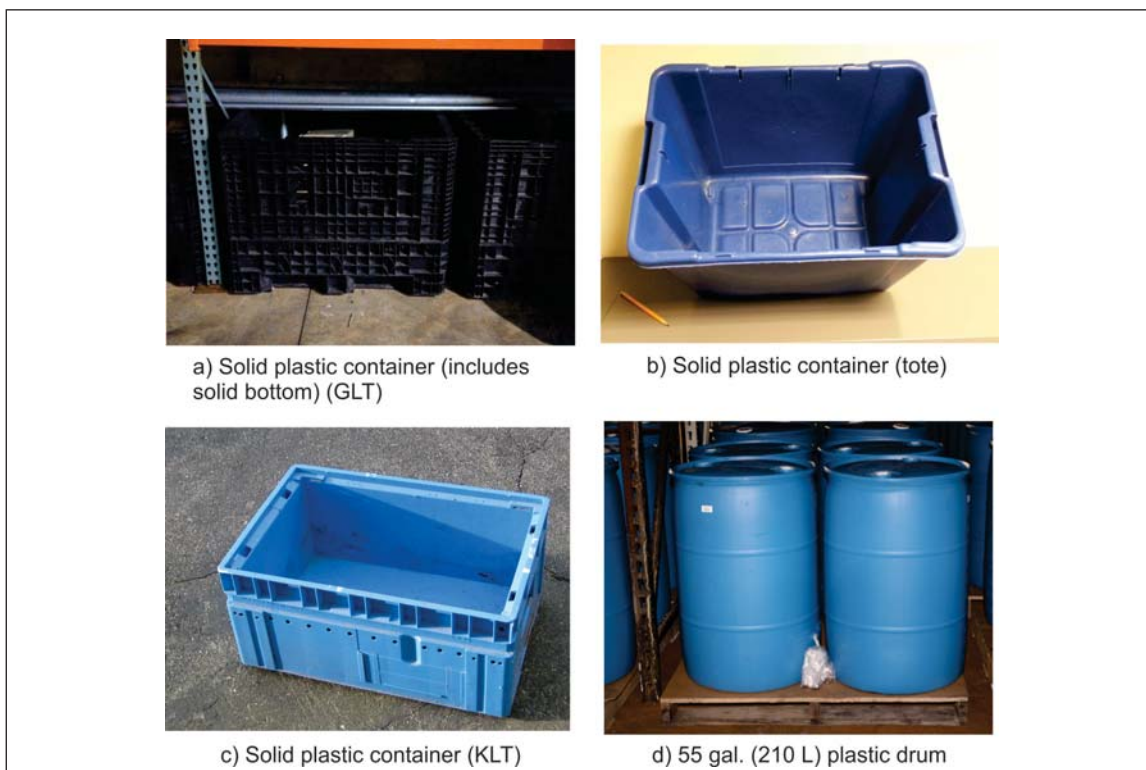 a) Solid plastic container (includes
solid bottom) (GLT)
b) Solid plastic container (tote)
c) Solid plastic container (KLT)
d) 55 gal. (210 L) plastic drum